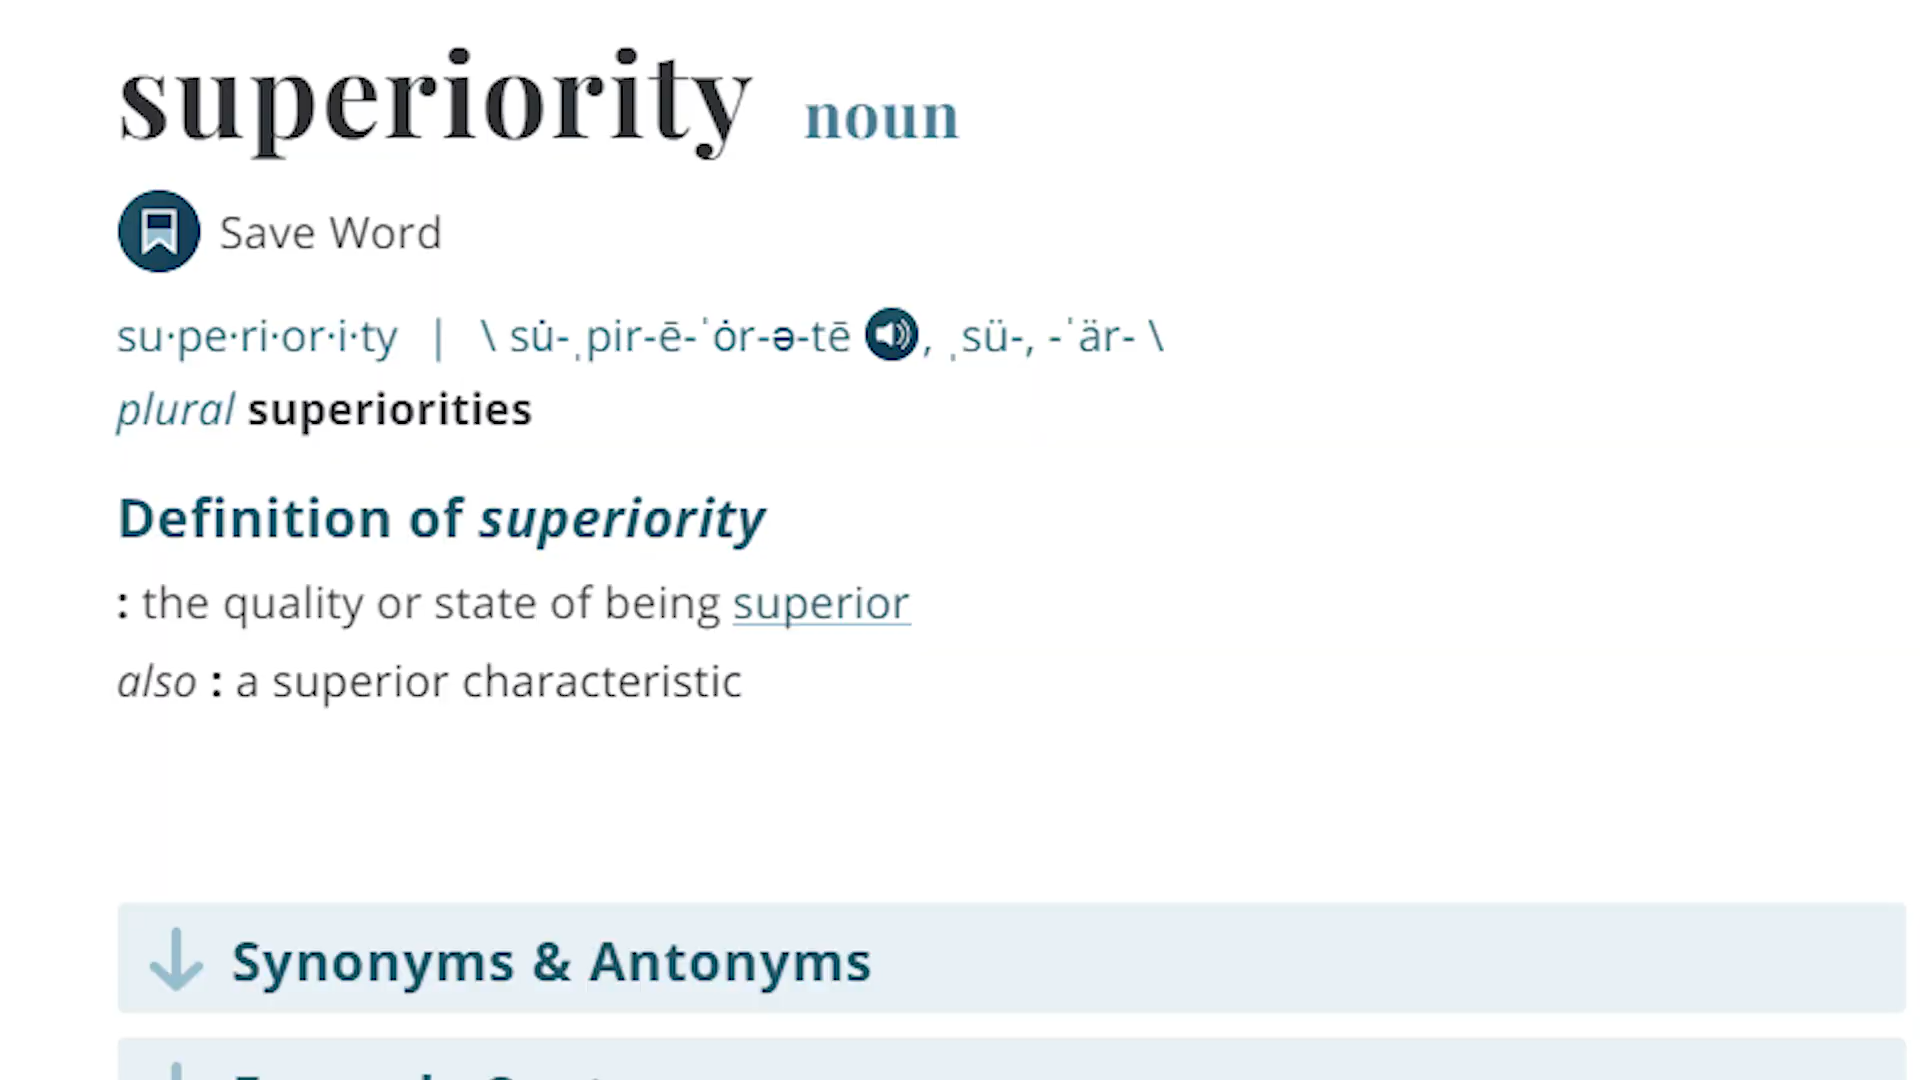 superiority noun
Save Word
su·pe·ri·or·i·ty | \ su̇-ˌpir-ē-ˈȯr-ə-tē , ˌsü-, -ˈär- \
plural superiorities
Definition of superiority
: the quality or state of being superior
also : a superior characteristic
Synonyms & Antonyms